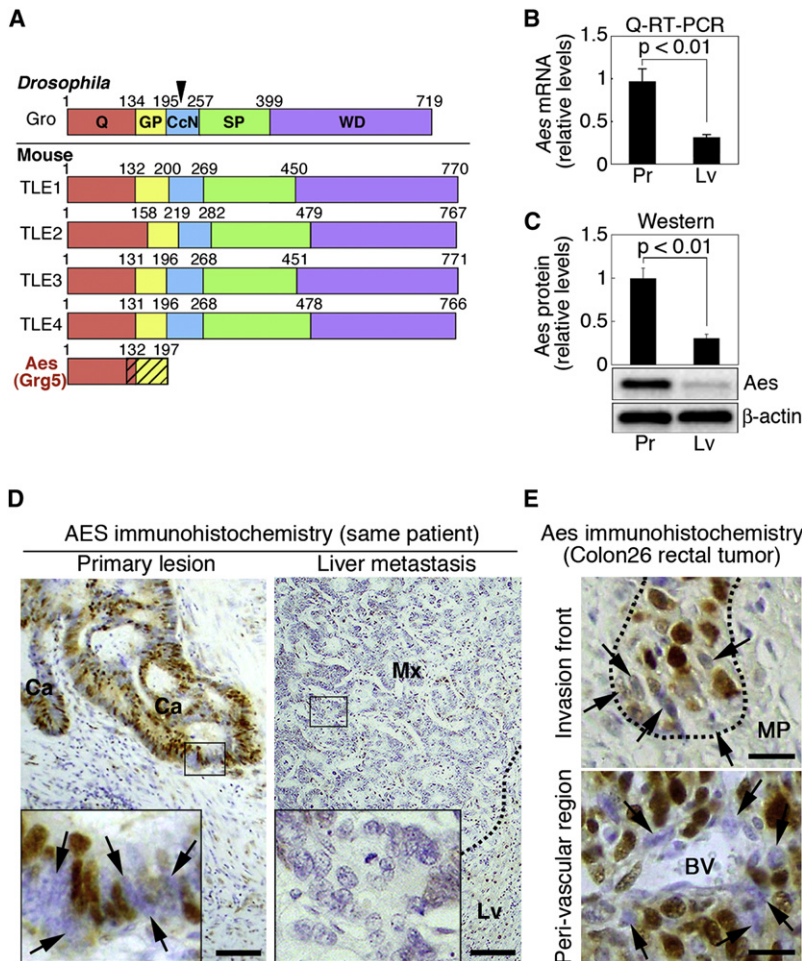 A
Drosophila
1 134 195 257 399 719
Gro Q GP CcN SP WD
Mouse
1 132 200 269 450 770
TLE1
1 158 219 282 479 767
TLE2
1 131 196 268 451 771
TLE3
1 131 196 268 478 766
TLE4
1 132 197
Aes
(Grg5)
B
Q-RT-PCR
p < 0.01
Aes mRNA
(relative levels)
1.5
1
0.5
0
Pr Lv
C
Western
p < 0.01
Aes protein
(relative levels)
1.5
1
0.5
0
Aes
β-actin
Pr Lv
D
AES immunohistochemistry (same patient)
Primary lesion Liver metastasis
Ca
Ca
Mx
Lv
E
Aes immunohistochemistry
(Colon26 rectal tumor)
Invasion front
MP
Peri-vascular region
BV